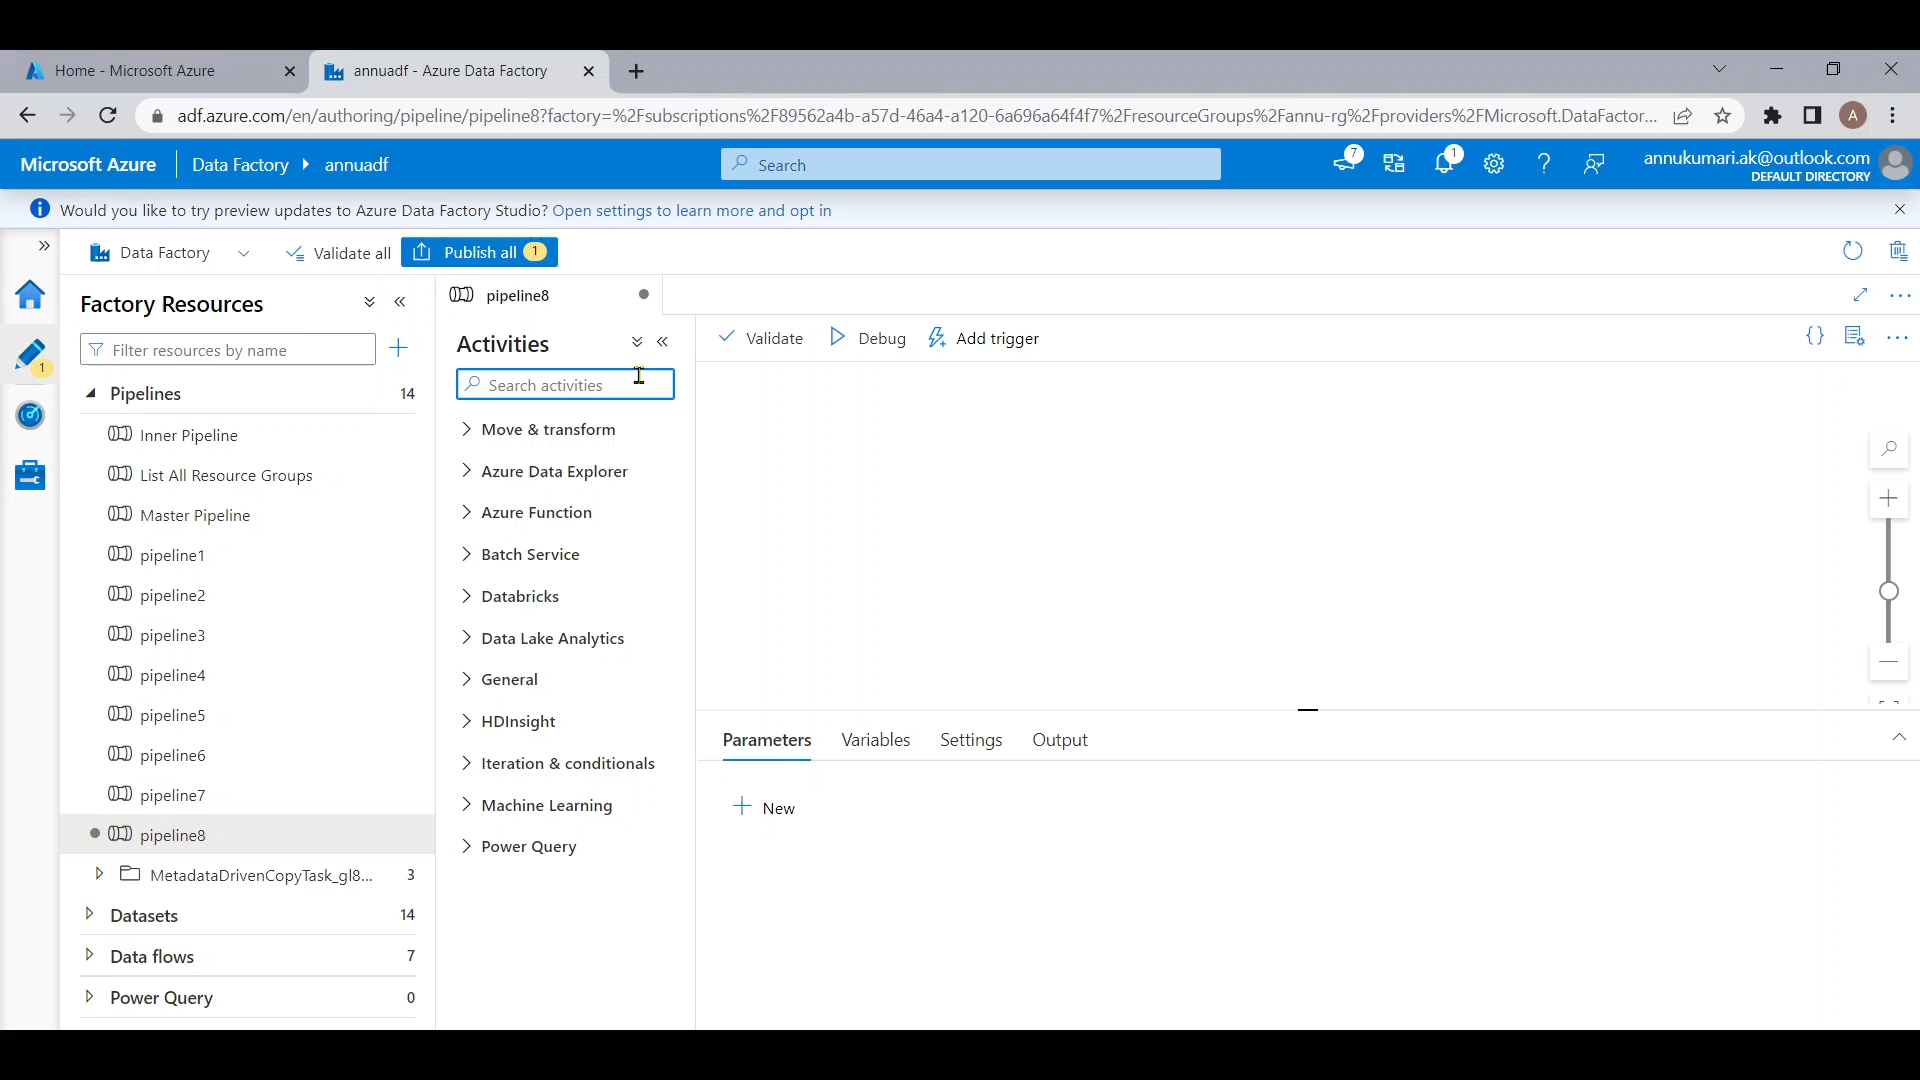 Home - Microsoft Azure
annuadf - Azure Data Factory
adf.azure.com/en/authoring/pipeline/pipeline8?factory=%2Fsubscriptions%2F89562a4b-a57d-46a4-a120-6a696a64f4f7%2FresourceGroups%2Fannu-rg%2Fproviders%2FMicrosoft.DataFactor...
A
Microsoft Azure
Data Factory
annuadf
Search
7
1
annukumari.ak@outlook.com
DEFAULT DIRECTORY
Would you like to try preview updates to Azure Data Factory Studio? Open settings to learn more and opt in
Data Factory
Validate all
Publish all 1
Factory Resources
Filter resources by name
1
Pipelines 14
Inner Pipeline
List All Resource Groups
Master Pipeline
pipeline1
pipeline2
pipeline3
pipeline4
pipeline5
pipeline6
pipeline7
pipeline8
MetadataDrivenCopyTask_gl8... 3
Datasets 14
Data flows 7
Power Query 0
pipeline8
Activities
Search activities
Move & transform
Azure Data Explorer
Azure Function
Batch Service
Databricks
Data Lake Analytics
General
HDInsight
Iteration & conditionals
Machine Learning
Power Query
Validate
Debug
Add trigger
Parameters
Variables
Settings
Output
New